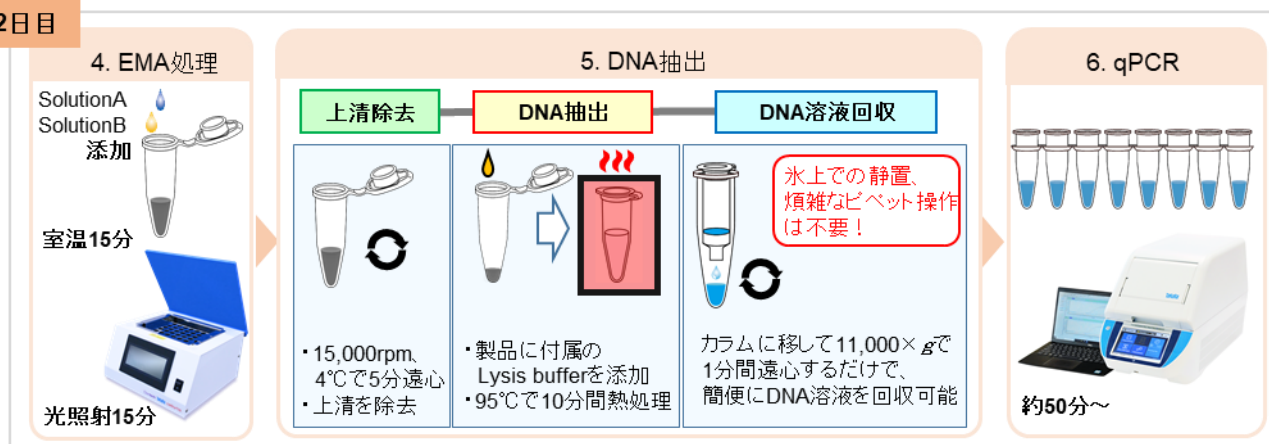 2日目
4. EMA処理
SolutionA
SolutionB
添加
室温15分
光照射15分
5. DNA抽出
上清除去
DNA抽出
DNA溶液回収
・15,000rpm、
4℃で5分遠心
・上清を除去
・製品に付属の
Lysis bufferを添加
・95℃で10分間熱処理
氷上での静置、
煩雑なピペット操作
は不要！
カラムに移して11,000×gで
1分間遠心するだけで、
簡便にDNA溶液を回収可能
6. qPCR
約50分～